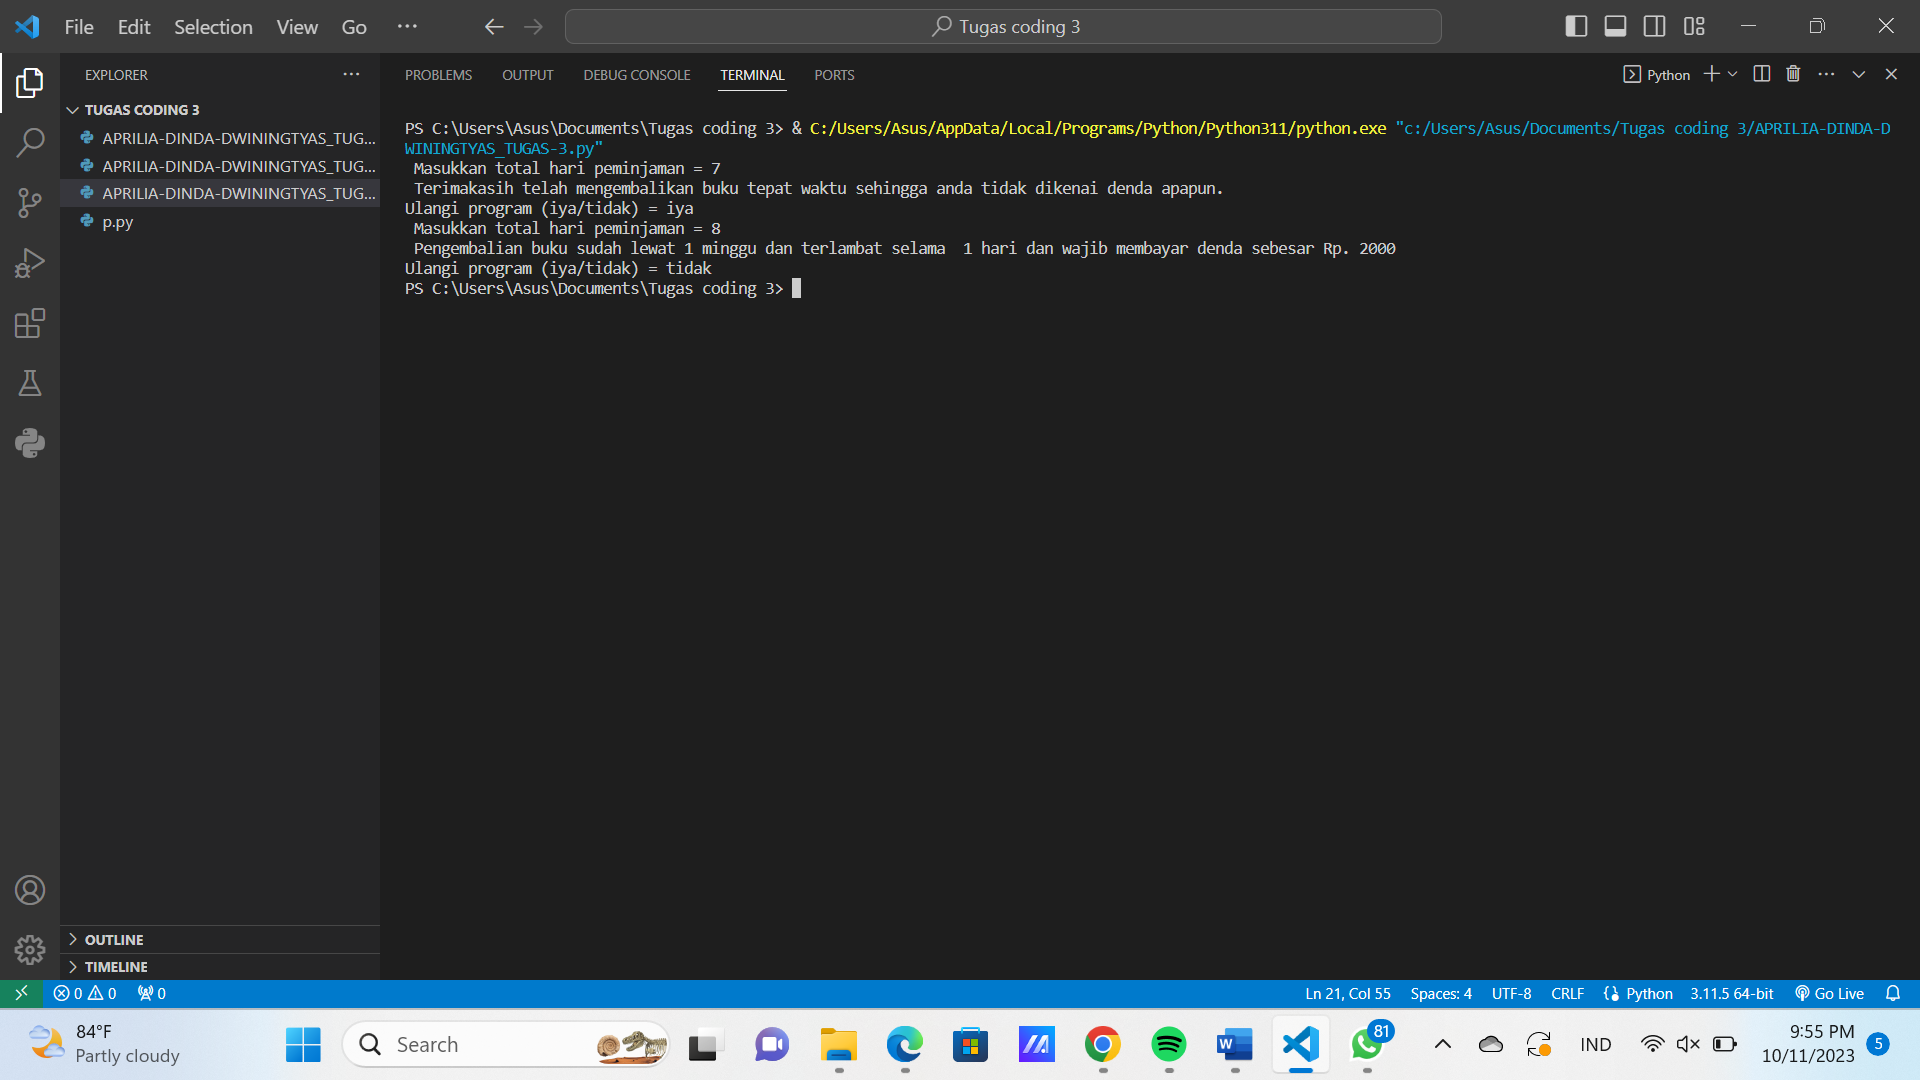 File Edit Selection View Go ...
Tugas coding 3
EXPLORER
TUGAS CODING 3
APRILIA-DINDA-DWININGTYAS_TUG...
APRILIA-DINDA-DWININGTYAS_TUG...
APRILIA-DINDA-DWININGTYAS_TUG...
p.py
OUTLINE
TIMELINE
PROBLEMS OUTPUT DEBUG CONSOLE TERMINAL PORTS
Python
PS C:\Users\Asus\Documents\Tugas coding 3> & C:/Users/Asus/AppData/Local/Programs/Python/Python311/python.exe "c:/Users/Asus/Documents/Tugas coding 3/APRILIA-DINDA-D
WININGTYAS_TUGAS-3.py"
Masukkan total hari peminjaman = 7
Terimakasih telah mengembalikan buku tepat waktu sehingga anda tidak dikenai denda apapun.
Ulangi program (iya/tidak) = iya
Masukkan total hari peminjaman = 8
Pengembalian buku sudah lewat 1 minggu dan terlambat selama  1 hari dan wajib membayar denda sebesar Rp. 2000
Ulangi program (iya/tidak) = tidak
PS C:\Users\Asus\Documents\Tugas coding 3>
0 0 0
Ln 21, Col 55 Spaces: 4 UTF-8 CRLF Python 3.11.5 64-bit Go Live
84°F
Partly cloudy
Search
W
81
IND
9:55 PM
10/11/2023
5